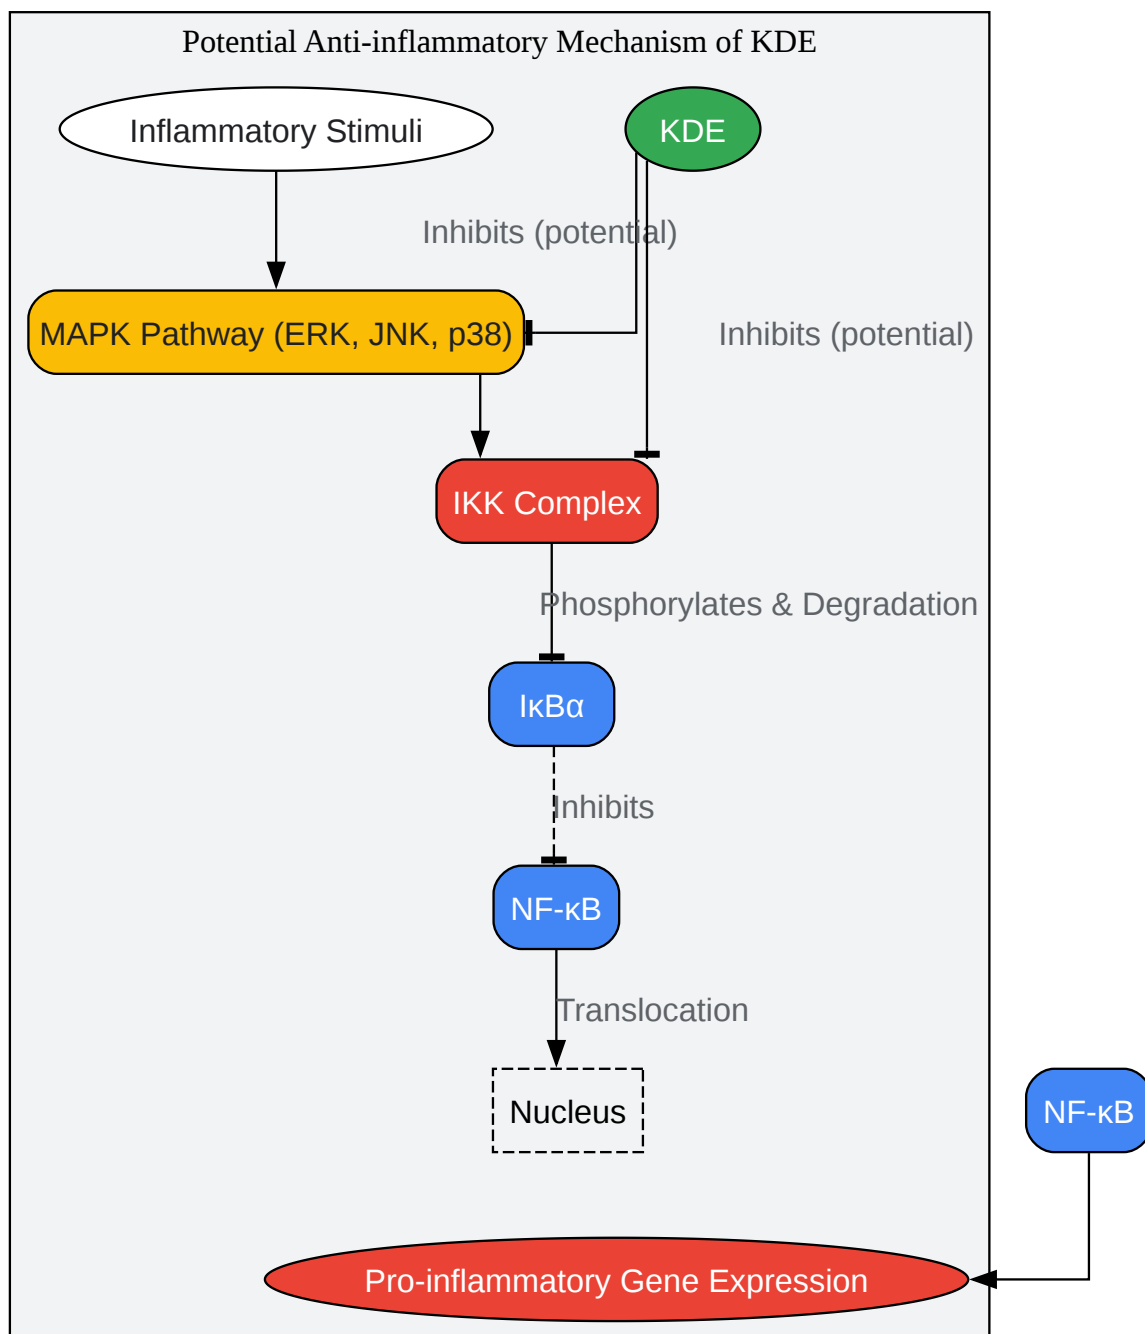 Potential Anti-inflammatory Mechanism of KDE
Inflammatory Stimuli
KDE
Inhibits (potential)
MAPK Pathway (ERK, JNK, p38)
Inhibits (potential)
IKK Complex
Phosphorylates & Degradation
IκBα
Inhibits
NF-κB
Translocation
Nucleus
NF-κB
Pro-inflammatory Gene Expression